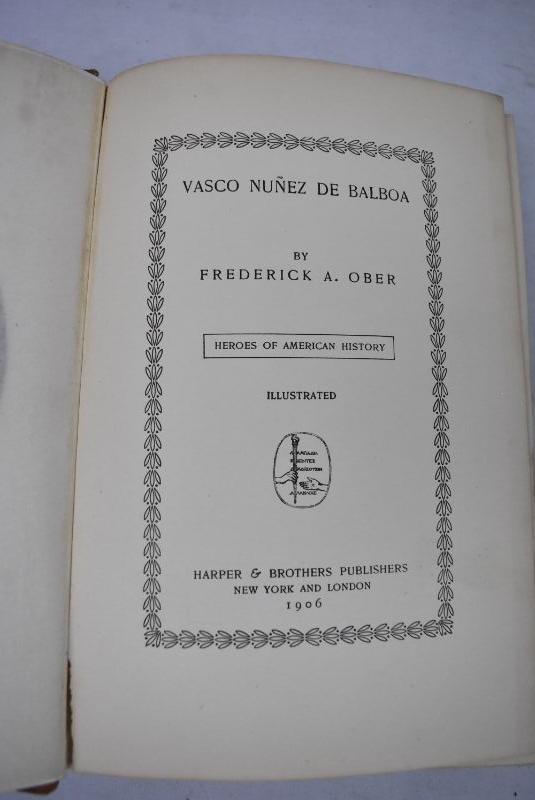 VASCO NUÑEZ DE BALBOA
BY
FREDERICK A. OBER
HEROES OF AMERICAN HISTORY
ILLUSTRATED
HARPER & BROTHERS PUBLISHERS
NEW YORK AND LONDON
1906